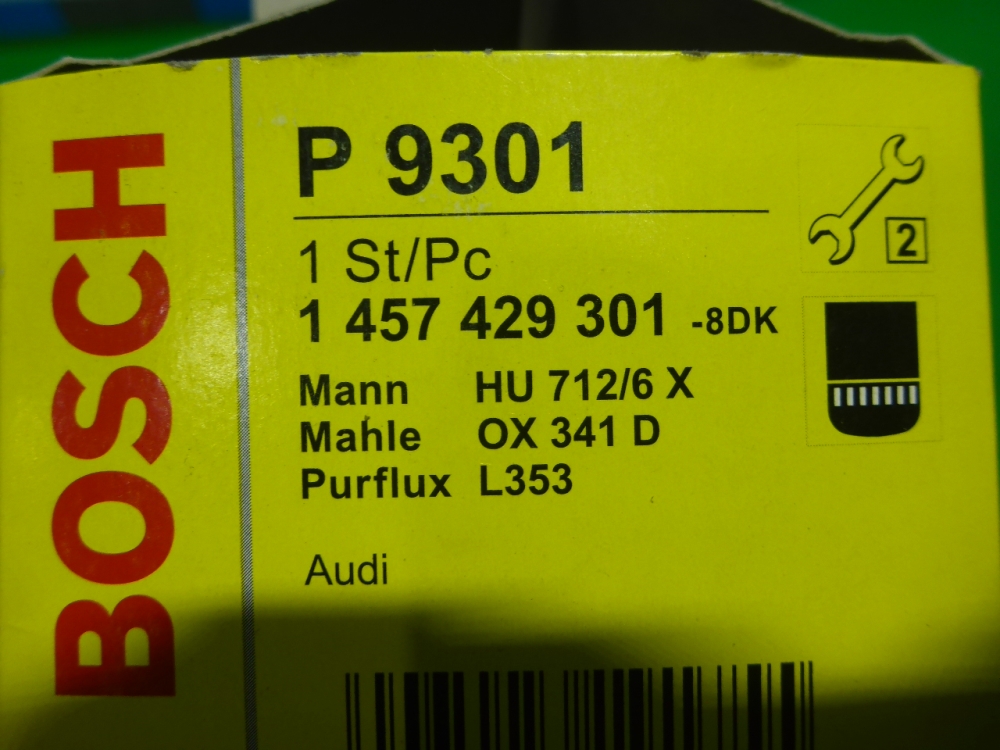 BOSCH
P 9301
2
1 St/Pc
1 457 429 301 -8DK
Mann HU 712/6 X
Mahle OX 341 D
Purflux L353
Audi